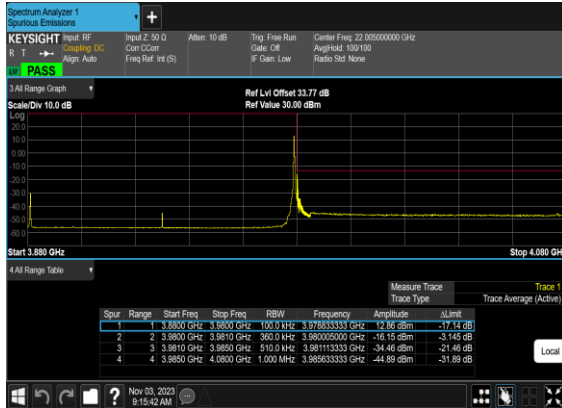 Spectrum Analyzer 1
Spurious Emissions
+
KEYSIGHT Input: RF Input Z: 50 Ω Atten: 10 dB Trig: Free Run Center Freq: 22.005000000 GHz
R T Coupling: DC Corr CCorr Gate: Off Avg|Hold: 100/100
Align: Auto Freq Ref: Int (S) IF Gain: Low Radio Std: None
PASS
3 All Range Graph
Ref Lvl Offset 33.77 dB
Scale/Div 10.0 dB Ref Value 30.00 dBm
Log
20.0
10.0
0.00
-10.0
-20.0
-30.0
-40.0
-50.0
-60.0
Start 3.880 GHz Stop 4.080 GH
4 All Range Table
Measure Trace Trace 1
Trace Type Trace Average (Active)
Spur Range Start Freq Stop Freq RBW Frequency Amplitude ΔLimit
1 1 3.8800 GHz 3.9800 GHz 100.0 kHz 3.978833333 GHz 12.86 dBm -17.14 dB
2 2 3.9800 GHz 3.9810 GHz 360.0 kHz 3.980005000 GHz -16.15 dBm -3.145 dB
3 3 3.9810 GHz 3.9850 GHz 510.0 kHz 3.981113333 GHz -34.46 dBm -21.46 dB
4 4 3.9850 GHz 4.0800 GHz 1.000 MHz 3.985633333 GHz -44.89 dBm -31.89 dB
Local
? Nov 03, 2023
9:15:42 AM